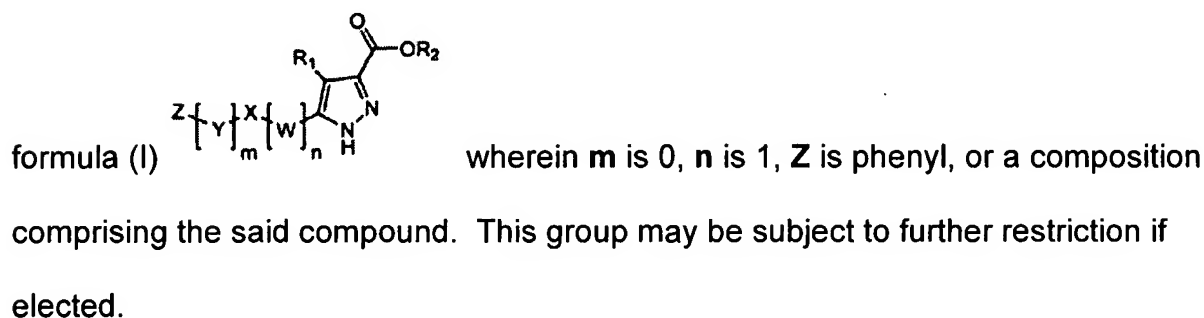 O
R₁ OR₂
Z Y X W N
m n N H
formula (I) wherein m is 0, n is 1, Z is phenyl, or a composition
comprising the said compound. This group may be subject to further restriction if
elected.